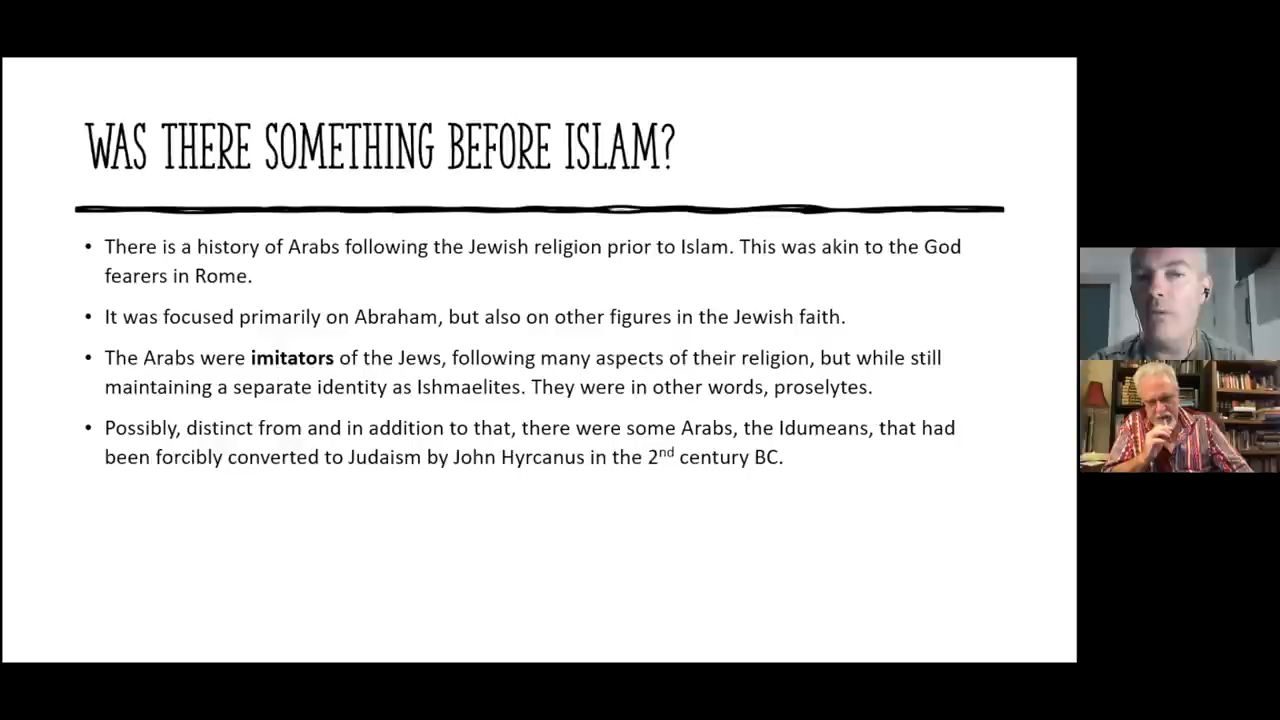 WAS THERE SOMETHING BEFORE ISLAM?
• There is a history of Arabs following the Jewish religion prior to Islam. This was akin to the God
fearers in Rome.
• It was focused primarily on Abraham, but also on other figures in the Jewish faith.
• The Arabs were imitators of the Jews, following many aspects of their religion, but while still
maintaining a separate identity as Ishmaelites. They were in other words, proselytes.
• Possibly, distinct from and in addition to that, there were some Arabs, the Idumeans, that had
been forcibly converted to Judaism by John Hyrcanus in the 2nd century BC.